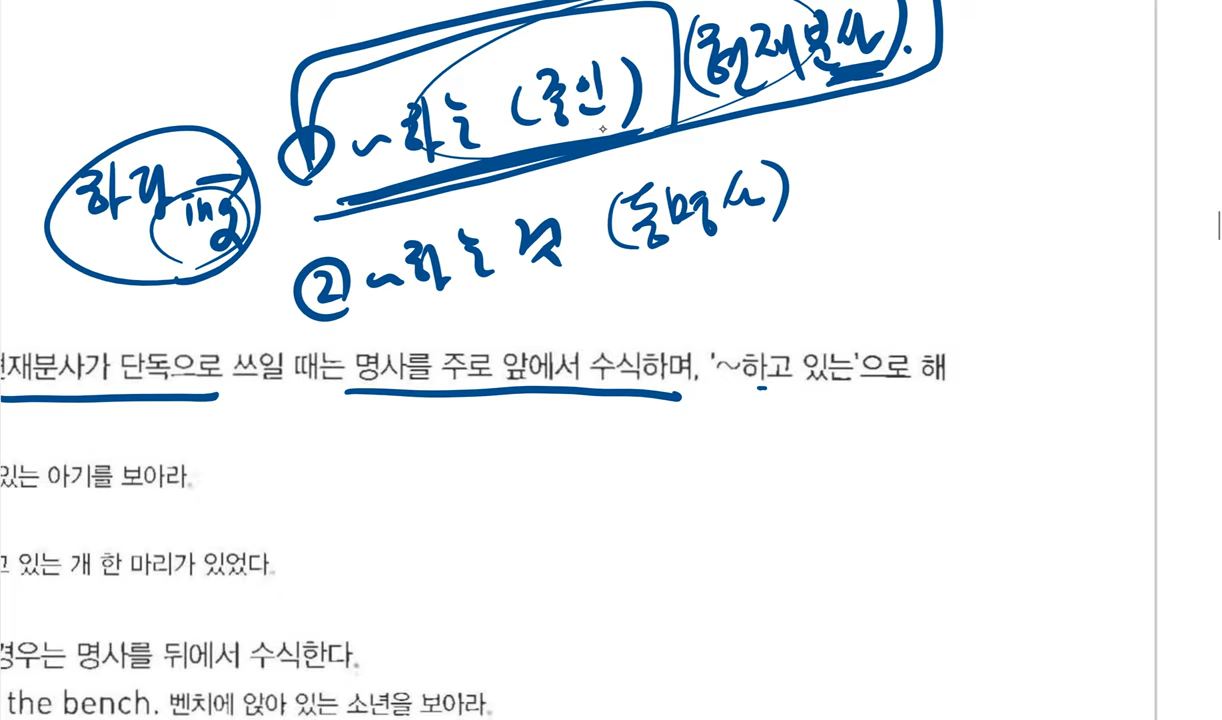 ① ~하는 (중인) (현재분사).
하다 ing
② ~하는 것 (동명사)
현재분사가 단독으로 쓰일 때는 명사를 주로 앞에서 수식하며, '~하고 있는'으로 해
있는 아기를 보아라.
고 있는 개 한 마리가 있었다.
경우는 명사를 뒤에서 수식한다.
the bench. 벤치에 앉아 있는 소년을 보아라.